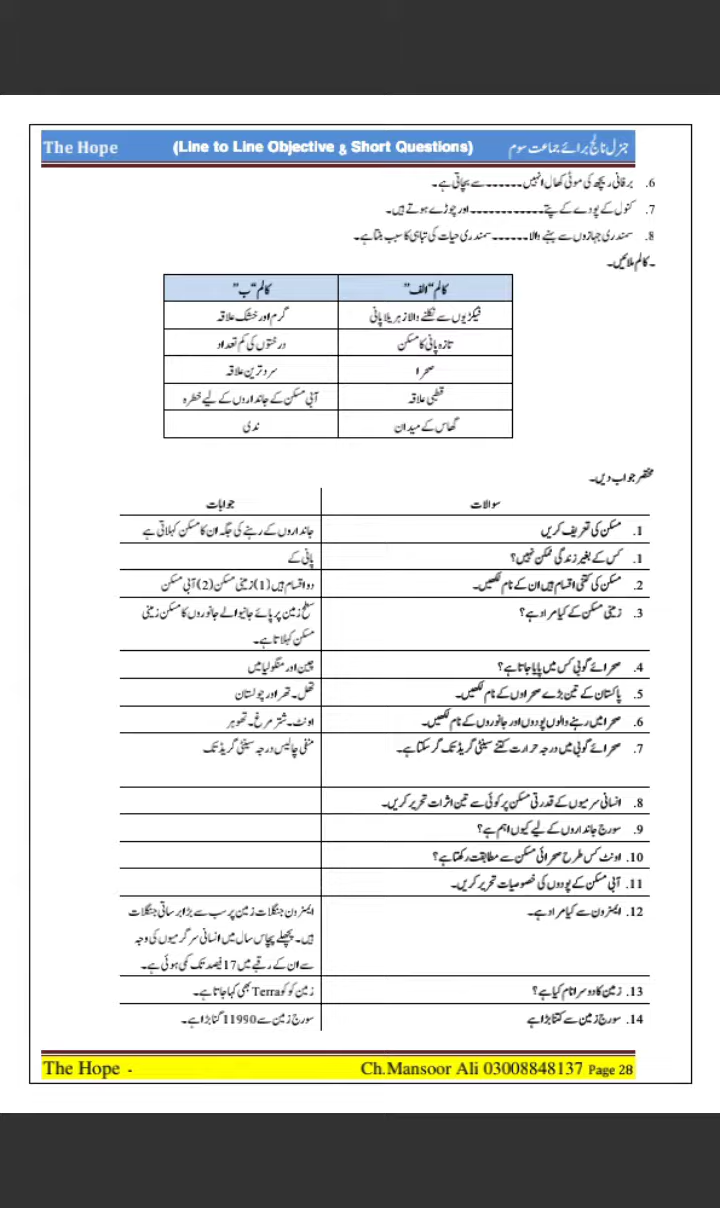 The Hope (Line to Line Objective & Short Questions) جنرل نالج برائے جماعت سوم
6. برفانی ریچھ کی موٹی کھال انہیں۔۔۔۔۔۔سے بچاتی ہے۔
7. کنول کے پودے کے پتے۔۔۔۔۔۔۔۔۔۔۔۔اور چوڑے ہوتے ہیں۔
8. سمندری جہازوں سے بہنے والا۔۔۔۔۔۔سمندری حیات کی تباہی کا سبب بنتا ہے۔
۔ کالم ملائیں۔
کالم "الف" کالم "ب"
فیکڑیوں سے نکلنے والا زہریلا پانی گرم اور خشک علاقہ
تازہ پانی کا مسکن درختوں کی کم تعداد
صحرا سرد ترین علاقہ
قطبی علاقہ آبی مسکن کے جانداروں کے لیے خطرہ
گھاس کے میدان ندی
مختصر جواب دیں۔
سوالات جوابات
1. مسکن کی تعریف کریں جانداروں کے رہنے کی جگہ ان کا مسکن کہلاتی ہے
1. کس کے بغیر زندگی ممکن نہیں؟ پانی کے
2. مسکن کی کتنی اقسام ہیں ان کے نام لکھیں۔ دو اقسام ہیں (1) زمینی مسکن (2) آبی مسکن
3. زمینی مسکن کے کیا مراد ہے؟ سطح زمین پر پائے جانیوالے جانوروں کا مسکن زمینی
مسکن کہلاتا ہے۔
4. صحرائے گوبی کس میں پایا جاتا ہے؟ چین اور منگولیا میں
5. پاکستان کے تین بڑے صحراوں کے نام لکھیں۔ تھل۔ تھر اور چولستان
6. صحرا میں رہنے والوں پودوں اور جانوروں کے نام لکھیں۔ اونٹ۔ شتر مرغ۔ تھوہر
7. صحرائے گوبی میں درجہ حرارت کتنے سینٹی گریڈ تک گر سکتا ہے۔ منفی چالیس درجہ سینٹی گریڈ تک
8. انسانی سرمیوں کے قدرتی مسکن پر کوئی سے تین اثرات تحریر کریں۔
9. سورج جانداروں کے لیے کیوں اہم ہے؟
10. اونٹ کس طرح صحرائی مسکن سے مطابقت رکھتا ہے؟
11. آبی مسکن کے پودوں کی خصوصیات تحریر کریں۔
12. ایمیزون سے کیا مراد ہے۔ ایمیزون جنگلات زمین پر سب سے بڑا برساتی جنگلات
ہیں۔ پچھلے پچاس سال میں انسانی سرگرمیوں کی وجہ
سے ان کے رقبے میں 17 فیصد تک کمی ہوئی ہے۔
13. زمین کا دوسرا نام کیا ہے؟ زمین کو کو Terra بھی کہا جاتا ہے۔
14. سورج زمین سے کتنا بڑا ہے سورج زمین سے 11990 گنا بڑا ہے۔
The Hope - Ch.Mansoor Ali 03008848137 Page 28